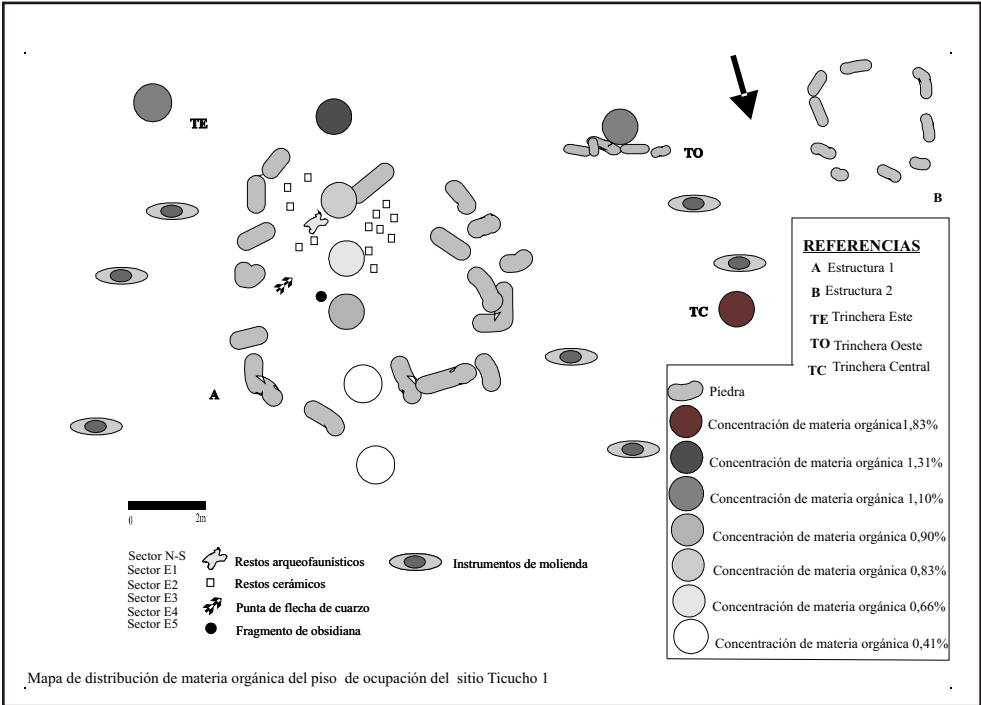 TE
TO
B
TC
A
REFERENCIAS
A Estructura 1
B Estructura 2
TE Trinchera Este
TO Trinchera Oeste
TC Trinchera Central
Piedra
Concentración de materia orgánica1,83%
Concentración de materia orgánica 1,31%
Concentración de materia orgánica 1,10%
Concentración de materia orgánica 0,90%
Concentración de materia orgánica 0,83%
Concentración de materia orgánica 0,66%
Concentración de materia orgánica 0,41%
0 2m
Sector N-S
Sector E1
Sector E2
Sector E3
Sector E4
Sector E5
Restos arqueofaunísticos
Restos cerámicos
Punta de flecha de cuarzo
Fragmento de obsidiana
Instrumentos de molienda
Mapa de distribución de materia orgánica del piso de ocupación del sitio Ticucho 1